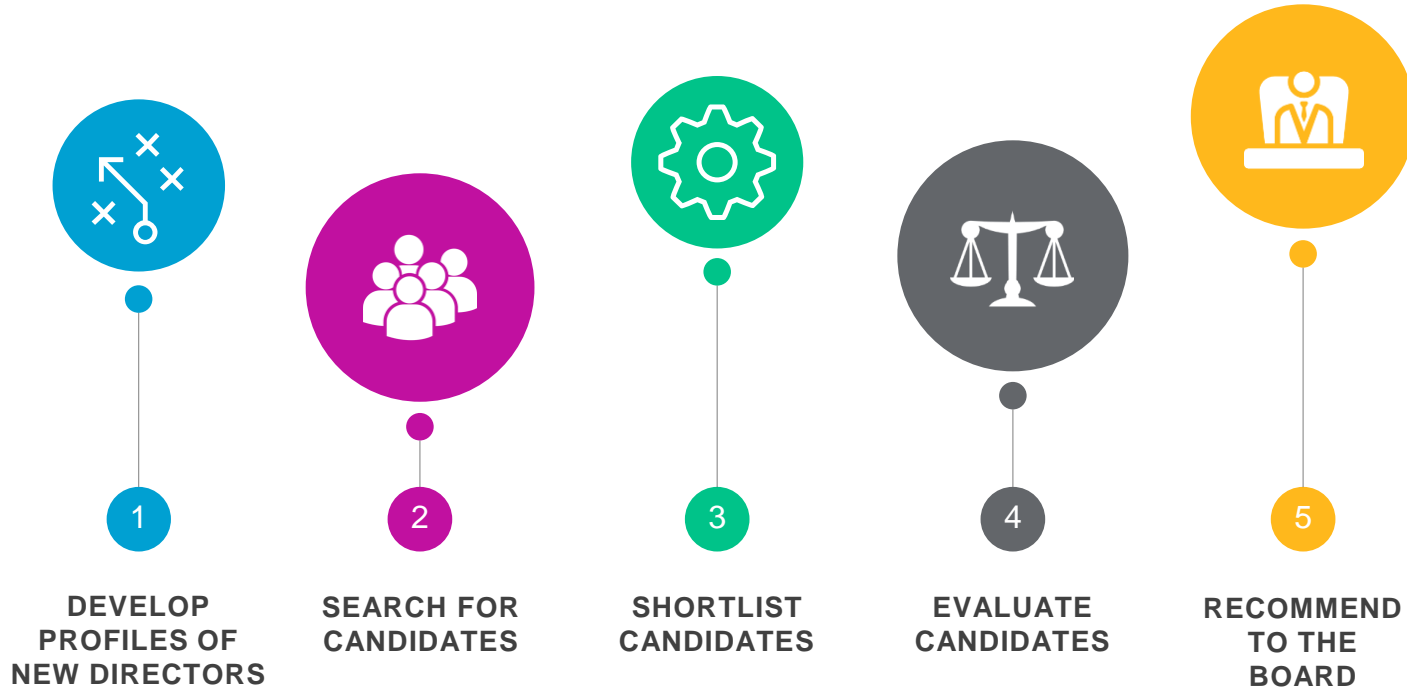 1
2
3
4
5
DEVELOP
PROFILES OF
NEW DIRECTORS
SEARCH FOR
CANDIDATES
SHORTLIST
CANDIDATES
EVALUATE
CANDIDATES
RECOMMEND
TO THE
BOARD